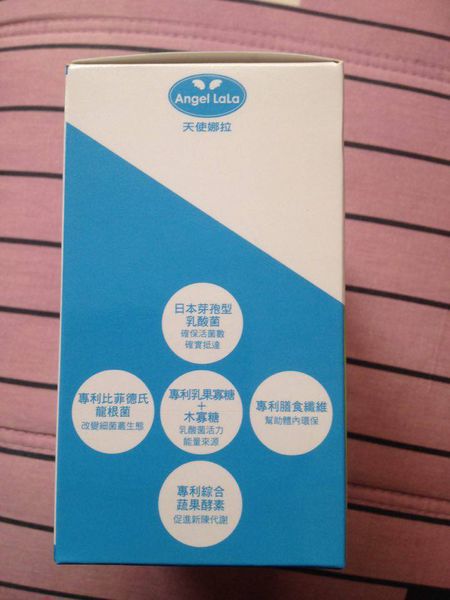 Angel LaLa
天使娜拉
日本芽孢型
乳酸菌
確保活菌數
確實抵達
專利比菲德氏
龍根菌
改變細菌叢生態
專利乳果寡糖
+
木寡糖
乳酸菌活力
能量來源
專利膳食纖維
幫助體內環保
專利綜合
蔬果酵素
促進新陳代謝